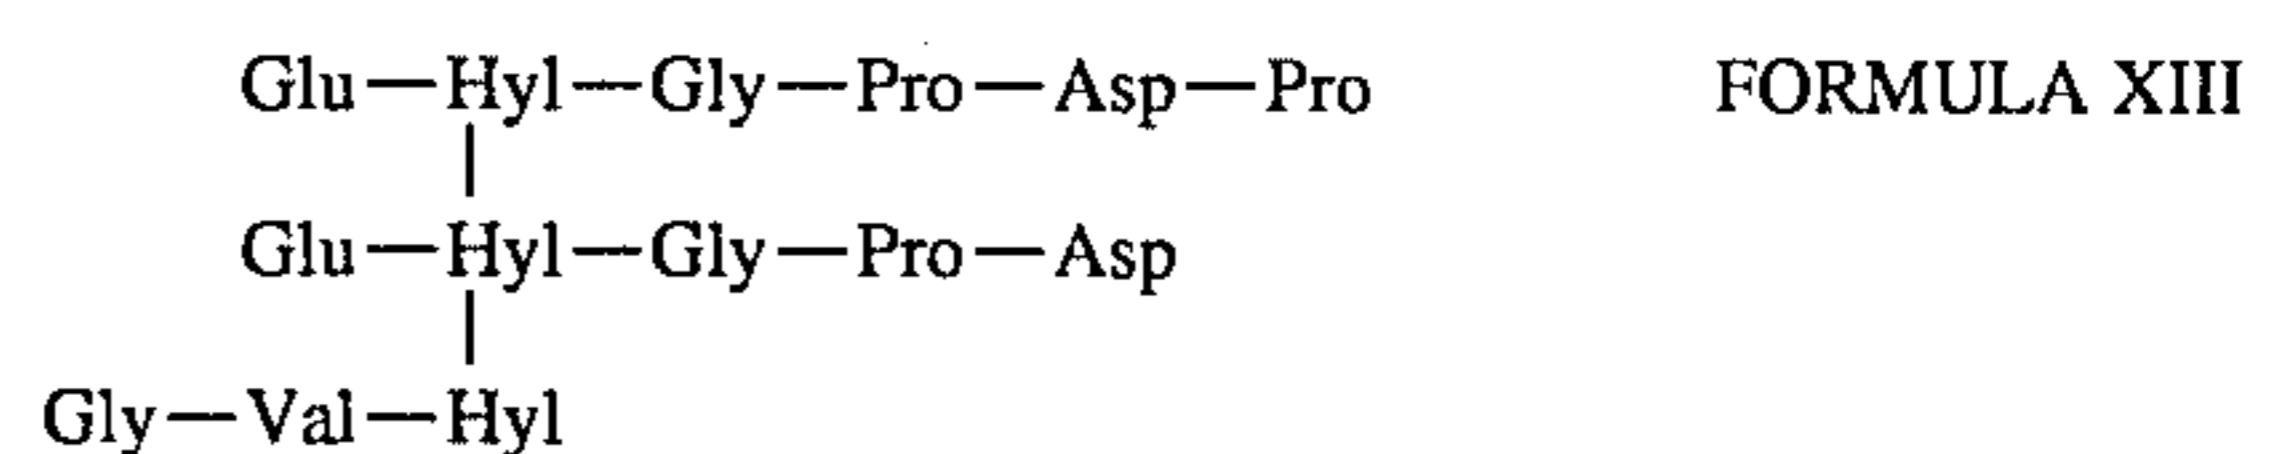 Glu—Hyl—Gly—Pro—Asp—Pro FORMULA XIII
Glu—Hyl—Gly—Pro—Asp
Gly—Val—Hyl